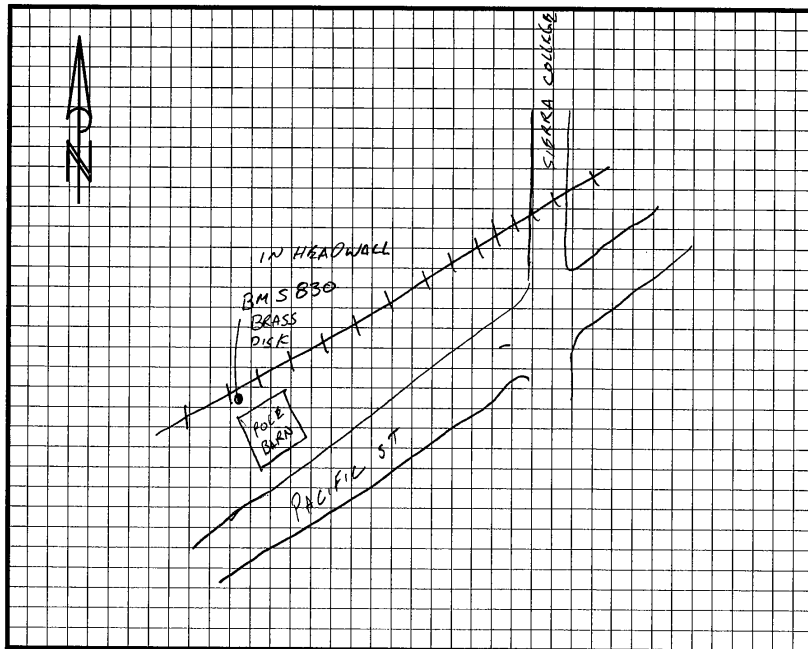 N
SIERRA COLLEGE
IN HEADWALL
BM S 830
BRASS
DISK
POLE
BARN
PACIFIC ST